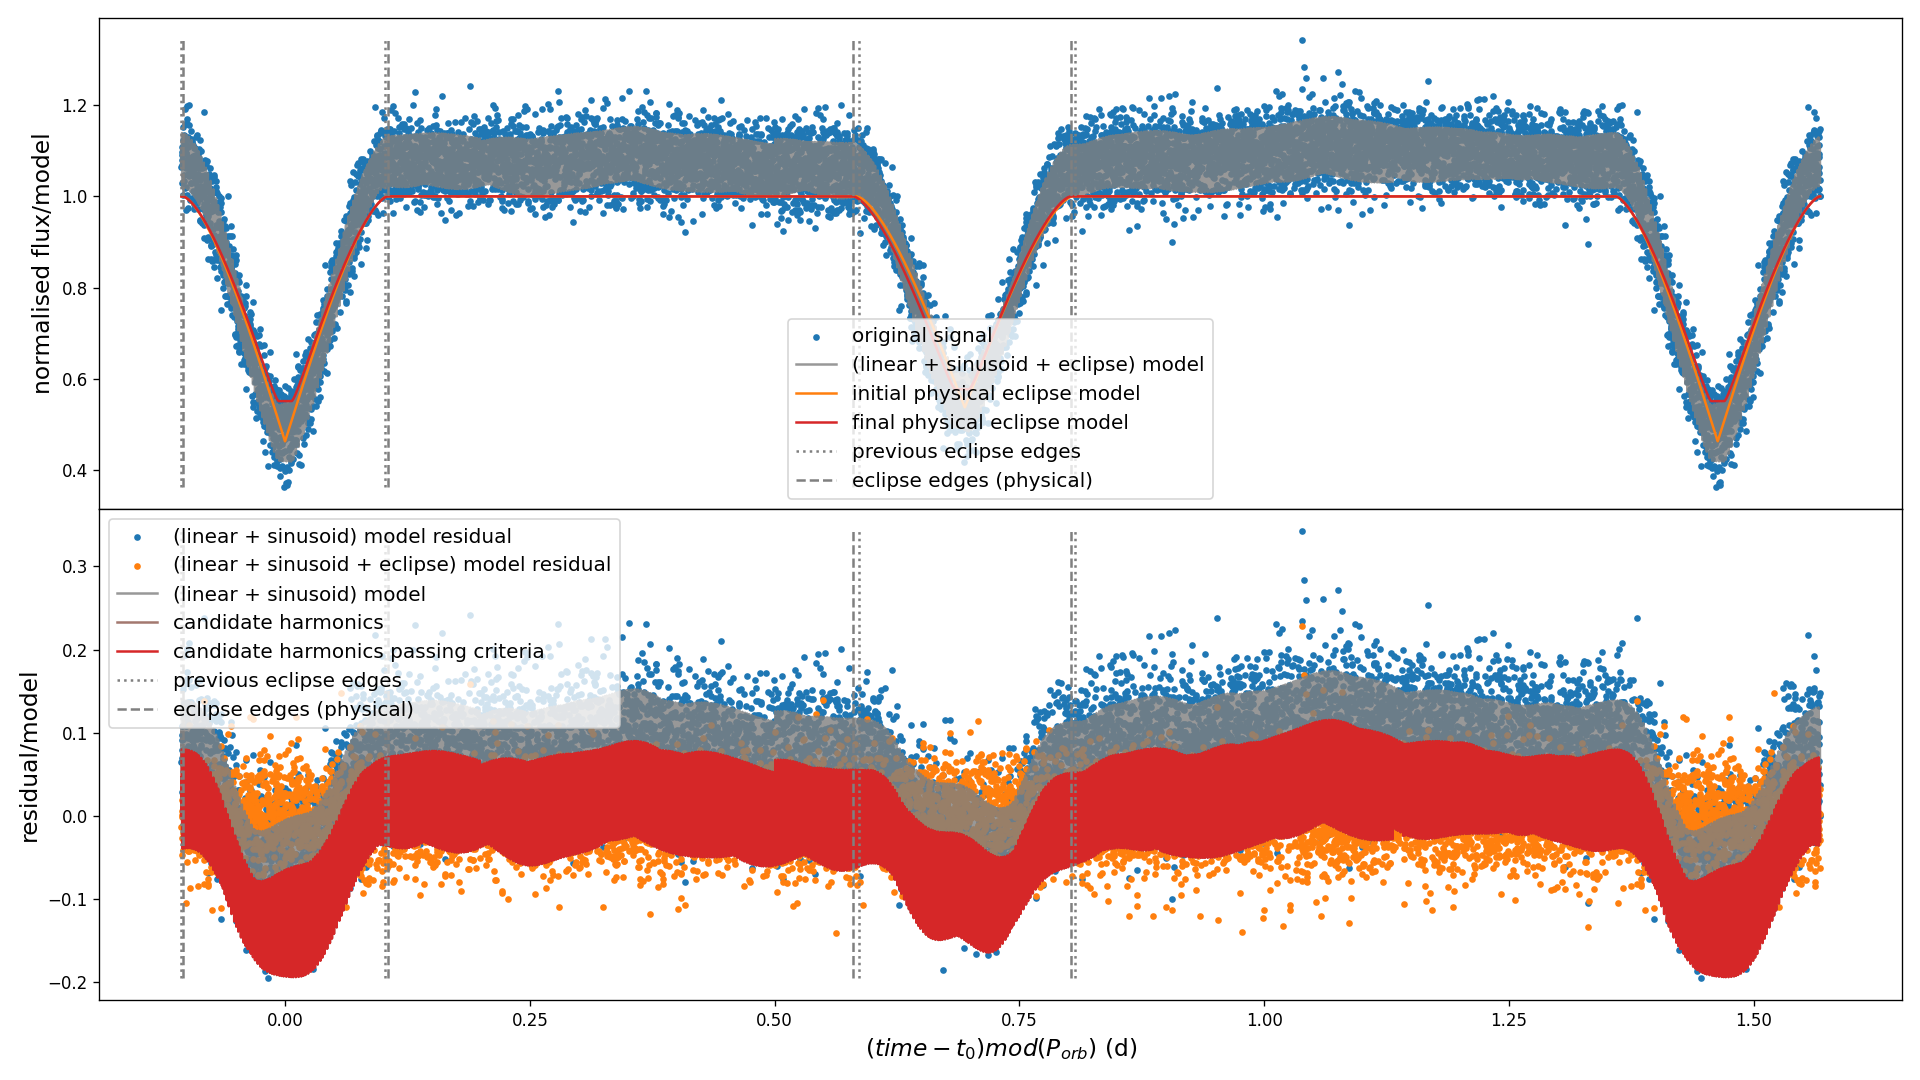 normalised flux/model
1.2
1.0
0.8
0.6
0.4
original signal
(linear + sinusoid + eclipse) model
initial physical eclipse model
final physical eclipse model
previous eclipse edges
eclipse edges (physical)
residual/model
0.3
0.2
0.1
0.0
−0.1
−0.2
(linear + sinusoid) model residual
(linear + sinusoid + eclipse) model residual
(linear + sinusoid) model
candidate harmonics
candidate harmonics passing criteria
previous eclipse edges
eclipse edges (physical)
0.00 0.25 0.50 0.75 1.00 1.25 1.50
(time − t₀)mod(Pₒᵣb) (d)